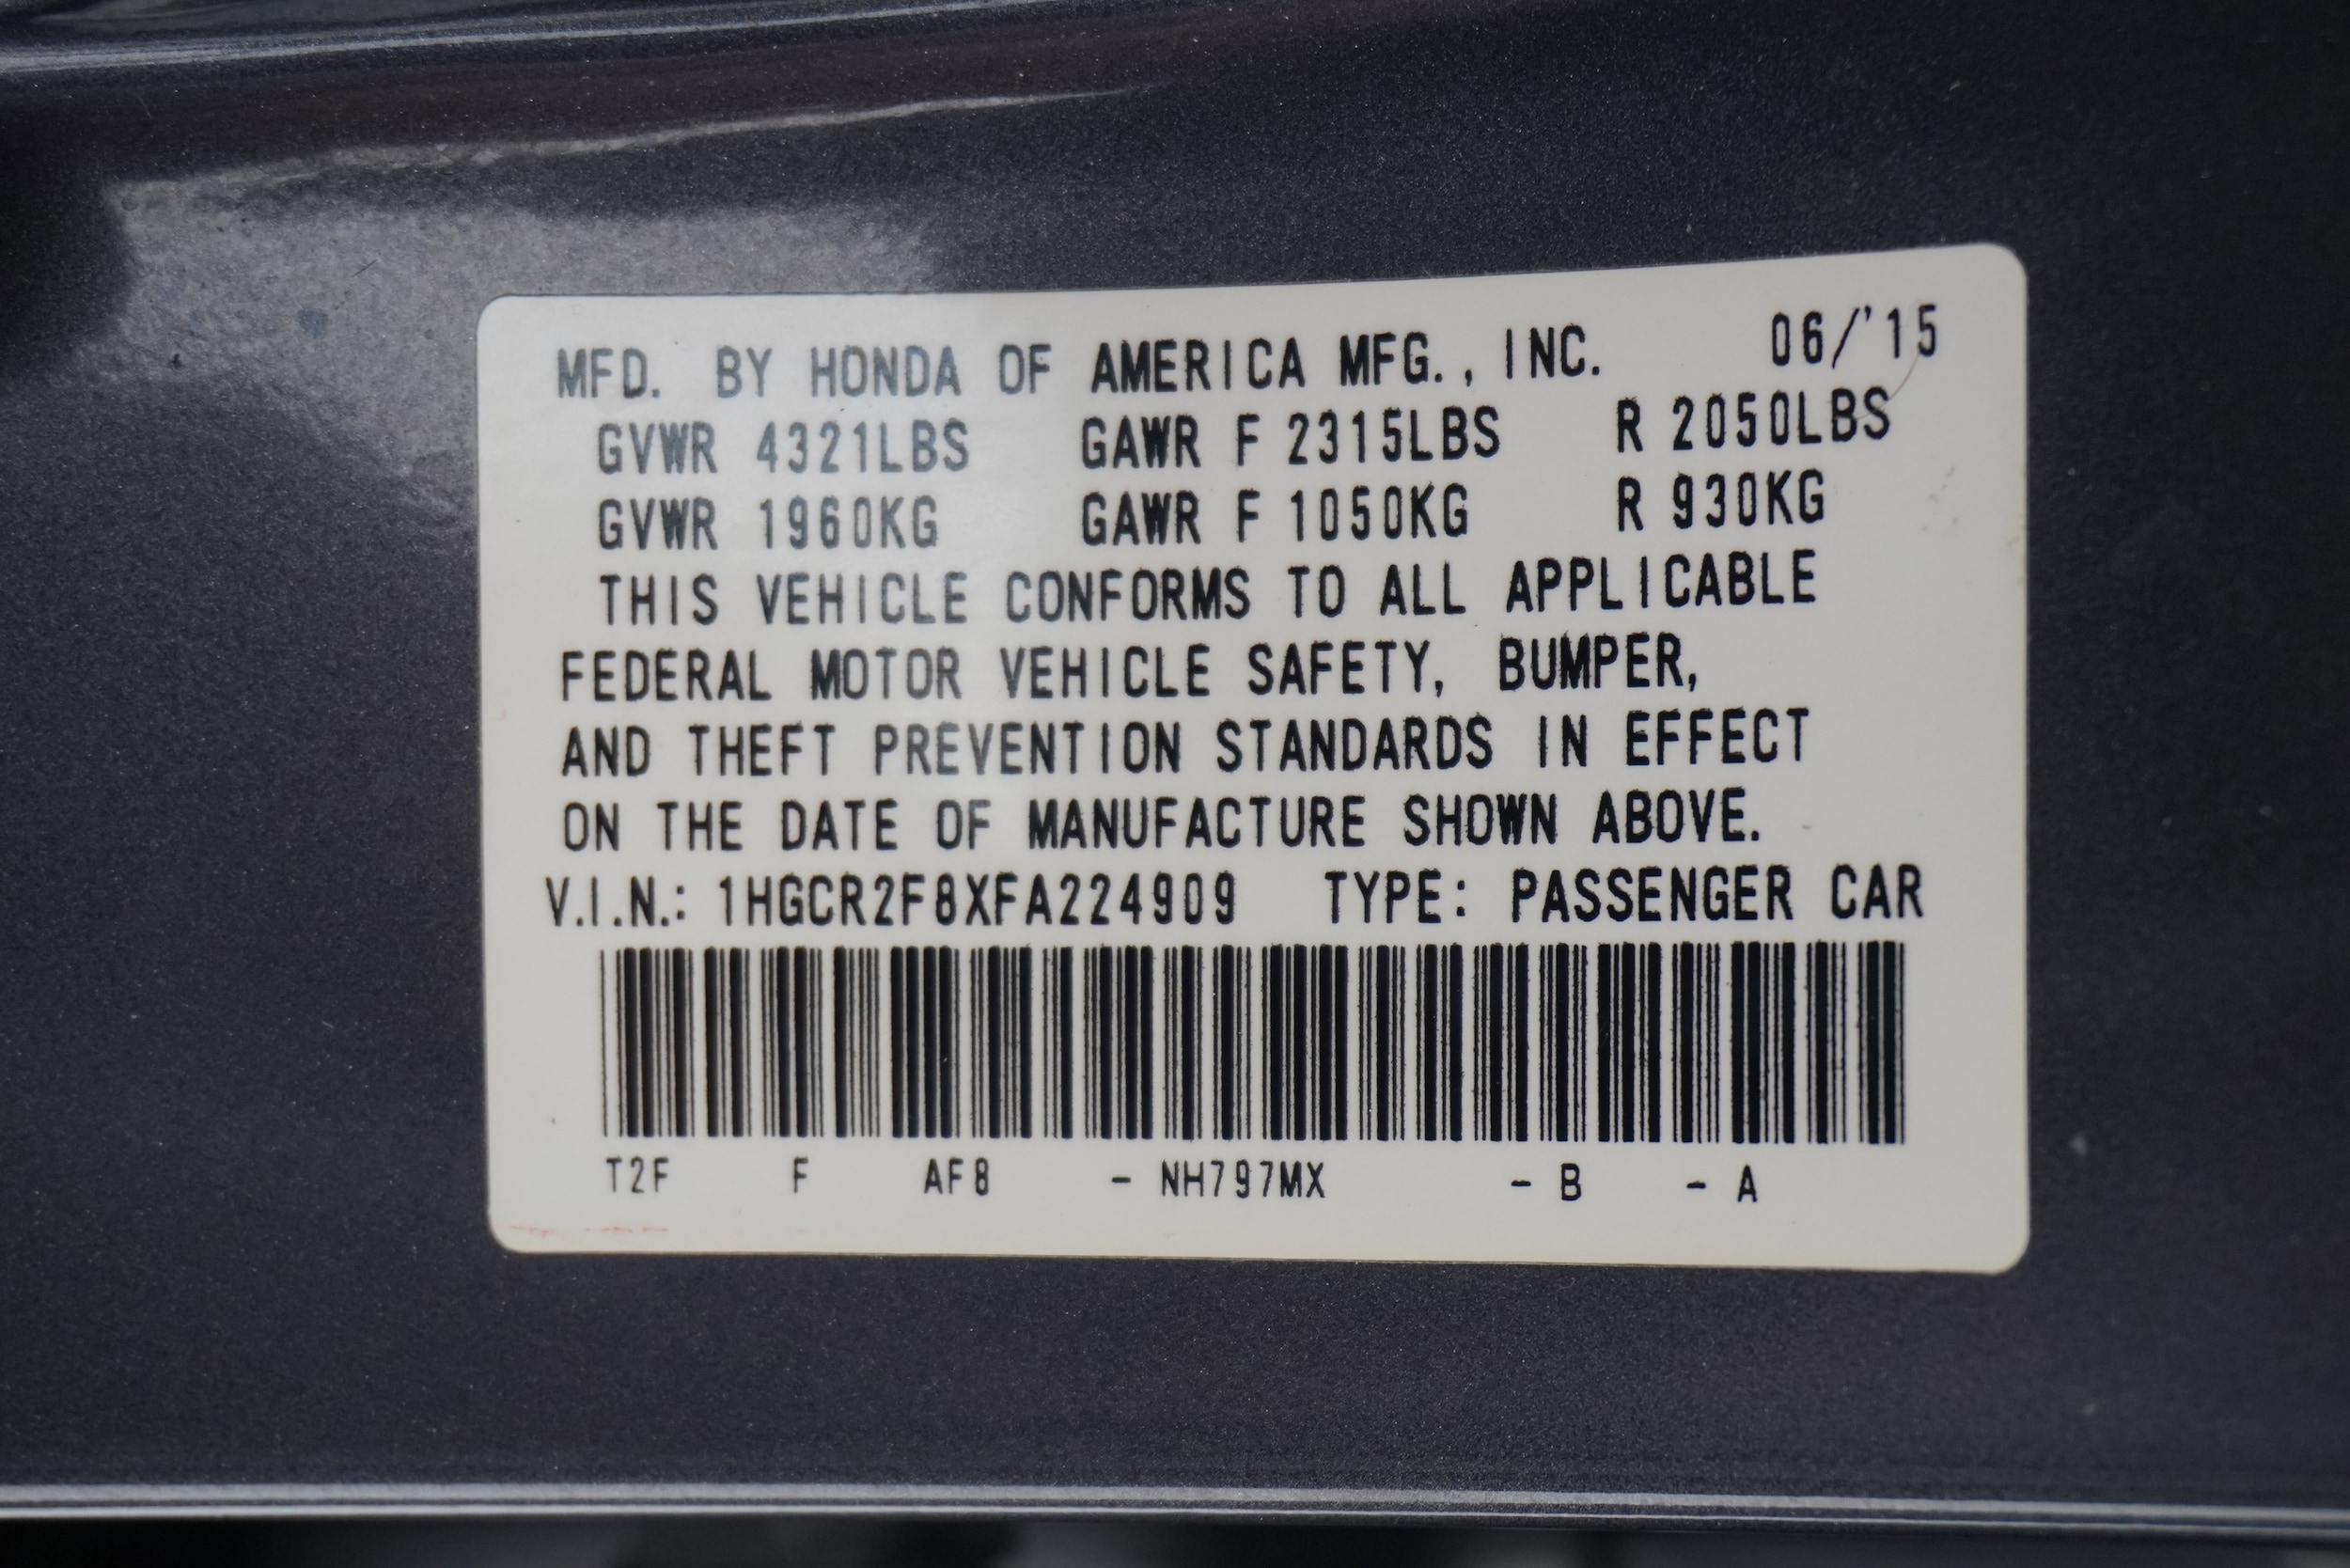 MFD. BY HONDA OF AMERICA MFG., INC. 06/'15
GVWR 4321LBS GAWR F 2315LBS R 2050LBS
GVWR 1960KG GAWR F 1050KG R 930KG
THIS VEHICLE CONFORMS TO ALL APPLICABLE
FEDERAL MOTOR VEHICLE SAFETY, BUMPER,
AND THEFT PREVENTION STANDARDS IN EFFECT
ON THE DATE OF MANUFACTURE SHOWN ABOVE.
V.I.N.: 1HGCR2F8XFA224909 TYPE: PASSENGER CAR
T2F F AF8 - NH797MX - B - A